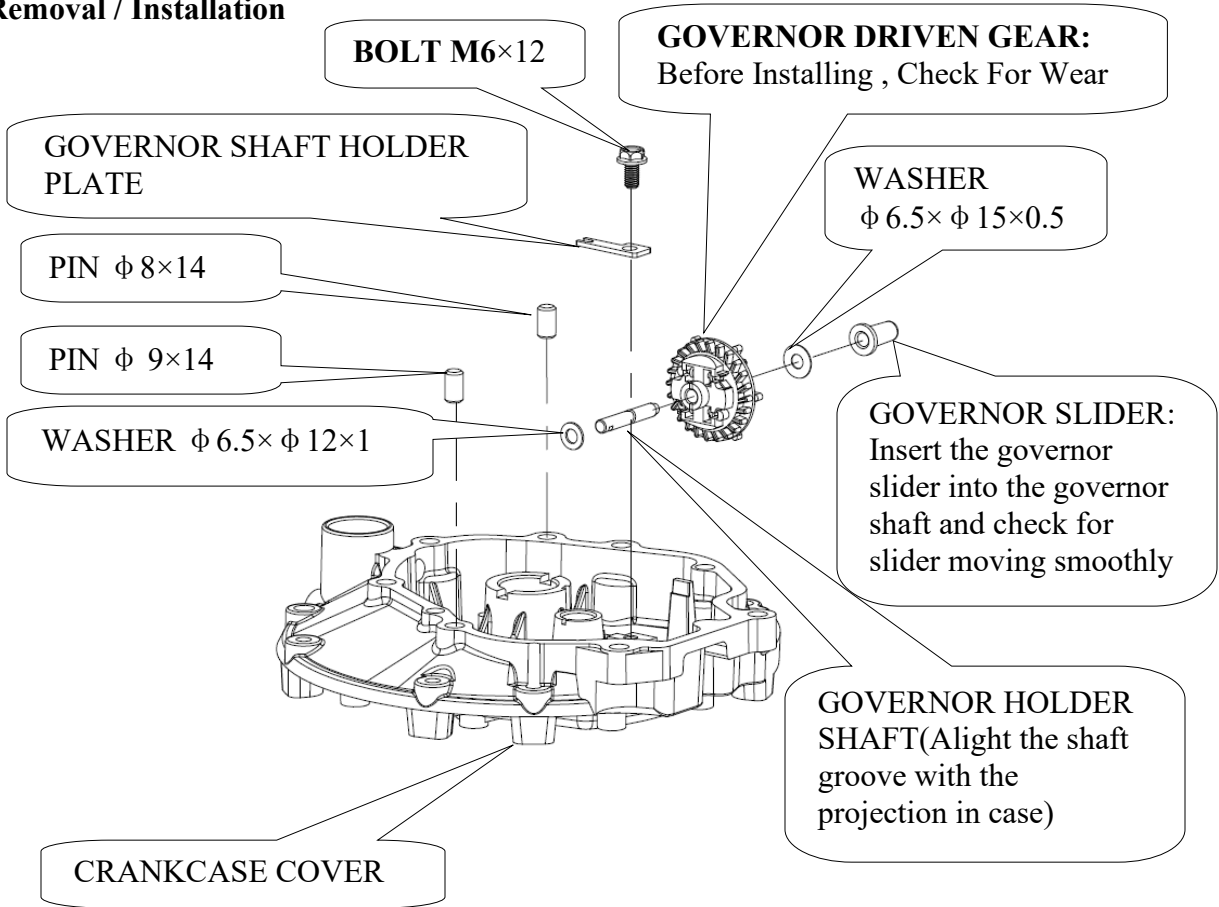 Removal / Installation
BOLT M6×12
GOVERNOR DRIVEN GEAR:
Before Installing , Check For Wear
GOVERNOR SHAFT HOLDER
PLATE
WASHER
ф 6.5× ф 15×0.5
PIN ф 8×14
PIN ф 9×14
WASHER ф 6.5× ф 12×1
GOVERNOR SLIDER:
Insert the governor
slider into the governor
shaft and check for
slider moving smoothly
GOVERNOR HOLDER
SHAFT(Alight the shaft
groove with the
projection in case)
CRANKCASE COVER